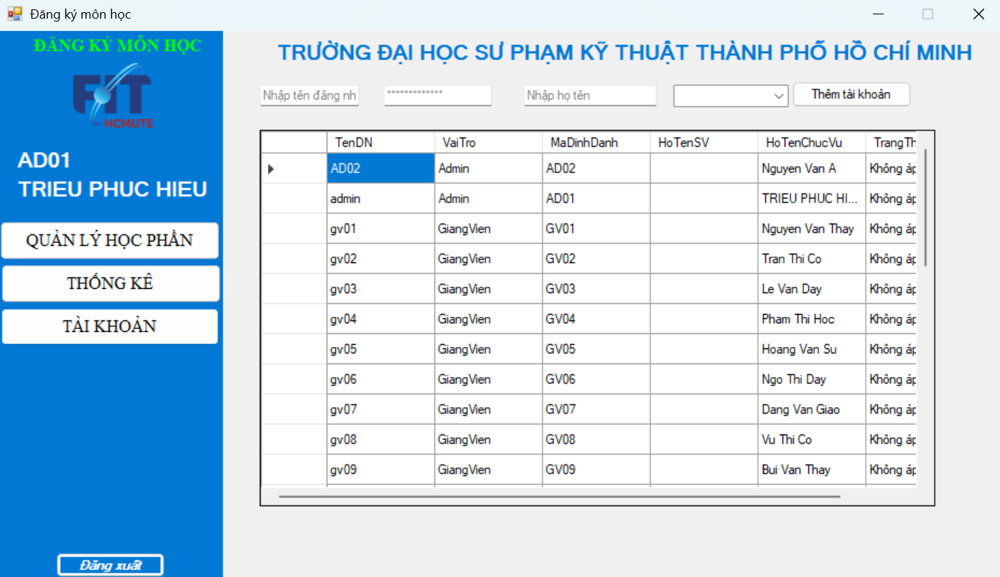 Đăng ký môn học
ĐĂNG KÝ MÔN HỌC
FIT
HCMUTE
AD01
TRIEU PHUC HIEU
QUẢN LÝ HỌC PHẦN
THỐNG KÊ
TÀI KHOẢN
Đăng xuất
TRƯỜNG ĐẠI HỌC SƯ PHẠM KỸ THUẬT THÀNH PHỐ HỒ CHÍ MINH
Nhập tên đăng nh ************* Nhập họ tên Thêm tài khoản
TenDN VaiTro MaDinhDanh HoTenSV HoTenChucVu TrangTh
AD02 Admin AD02 Nguyen Van A Không áp
admin Admin AD01 TRIEU PHUC HI... Không áp
gv01 GiangVien GV01 Nguyen Van Thay Không áp
gv02 GiangVien GV02 Tran Thi Co Không áp
gv03 GiangVien GV03 Le Van Day Không áp
gv04 GiangVien GV04 Pham Thi Hoc Không áp
gv05 GiangVien GV05 Hoang Van Su Không áp
gv06 GiangVien GV06 Ngo Thi Day Không áp
gv07 GiangVien GV07 Dang Van Giao Không áp
gv08 GiangVien GV08 Vu Thi Co Không áp
gv09 GiangVien GV09 Bui Van Thay Không áp